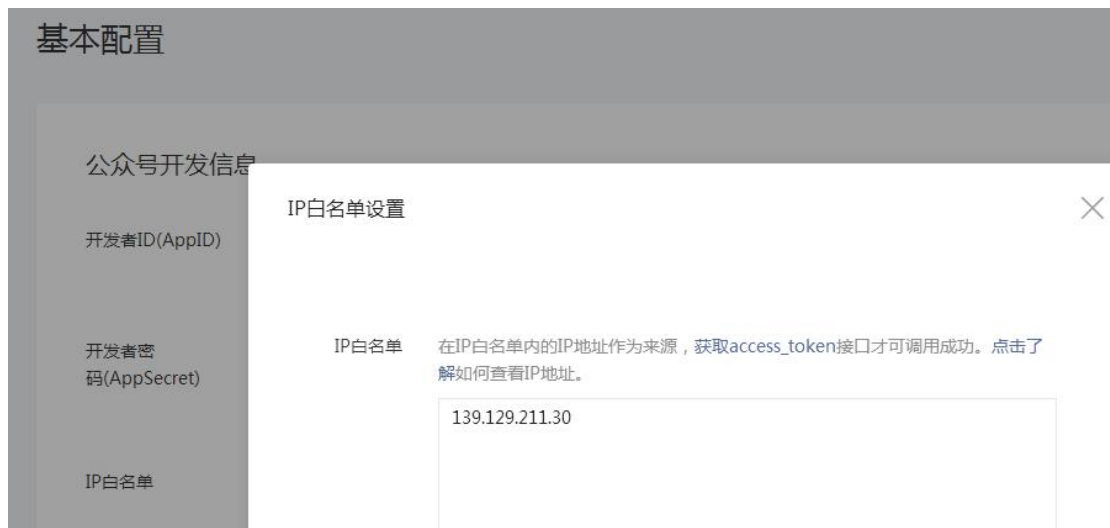 基本配置
公众号开发信息
IP白名单设置
开发者ID(AppID)
IP白名单
在IP白名单内的IP地址作为来源，获取access_token接口才可调用成功。点击了
解如何查看IP地址。
开发者密
码(AppSecret)
139.129.211.30
IP白名单